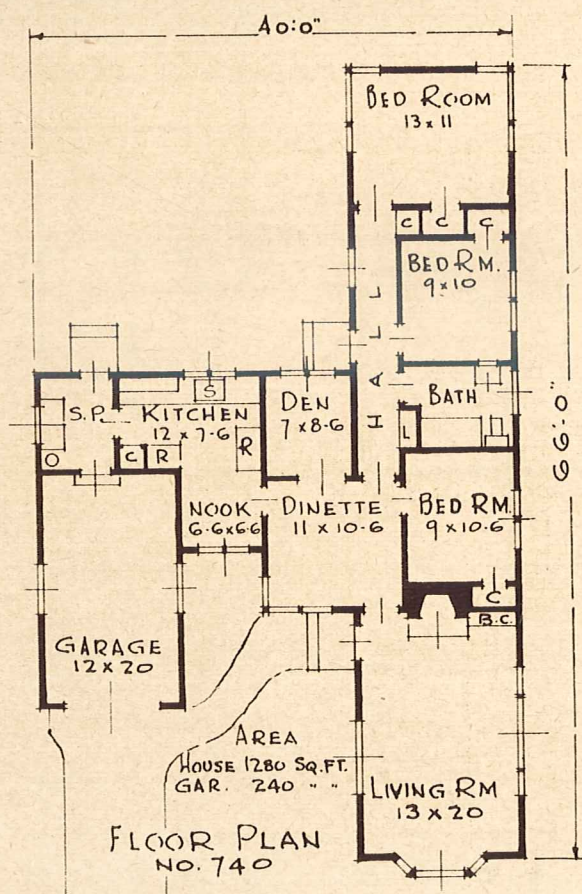 40'0"
BED ROOM
13 x 11
C
C
C
BED RM.
9 x 10
HALL
66'0"
BATH
L
S.P.
O
KITCHEN
12 x 7-6
S
R
C
R
DEN
7 x 8-6
NOOK
6-6 x 6-6
DINETTE
11 x 10-6
BED RM
9 x 10-6
C
B.C.
GARAGE
12 x 20
AREA
HOUSE 1280 SQ.FT.
GAR. 240 " "
LIVING RM
13 x 20
FLOOR PLAN
NO. 740